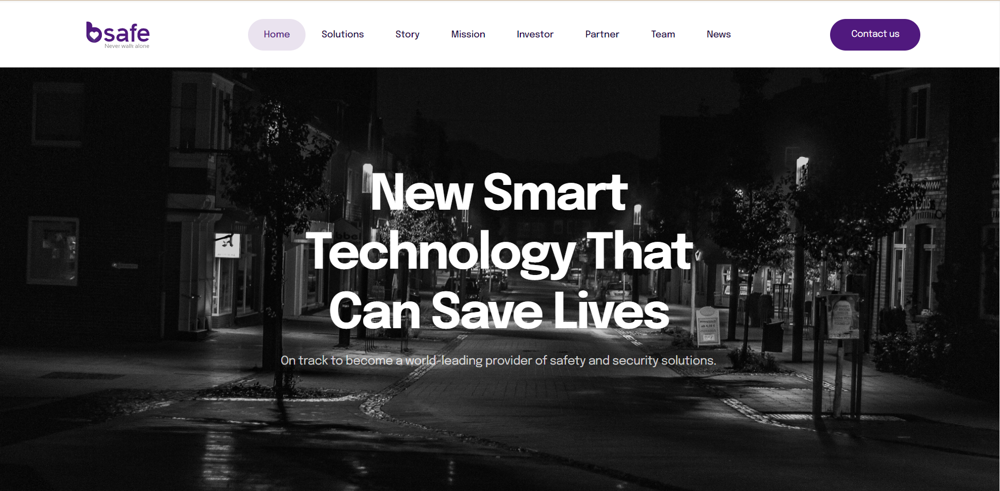 bsafe
Never walk alone
Home Solutions Story Mission Investor Partner Team News
Contact us
New Smart
Technology That
Can Save Lives
On track to become a world-leading provider of safety and security solutions.